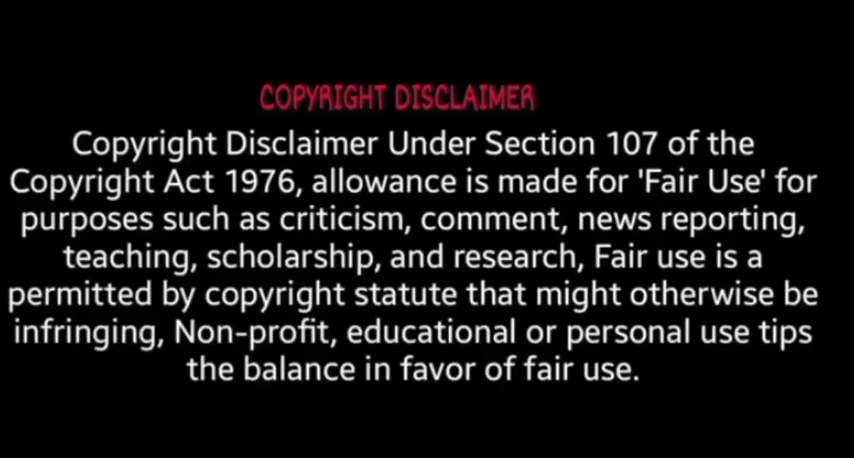 COPYRIGHT DISCLAIMER
Copyright Disclaimer Under Section 107 of the
Copyright Act 1976, allowance is made for 'Fair Use' for
purposes such as criticism, comment, news reporting,
teaching, scholarship, and research, Fair use is a
permitted by copyright statute that might otherwise be
infringing, Non-profit, educational or personal use tips
the balance in favor of fair use.